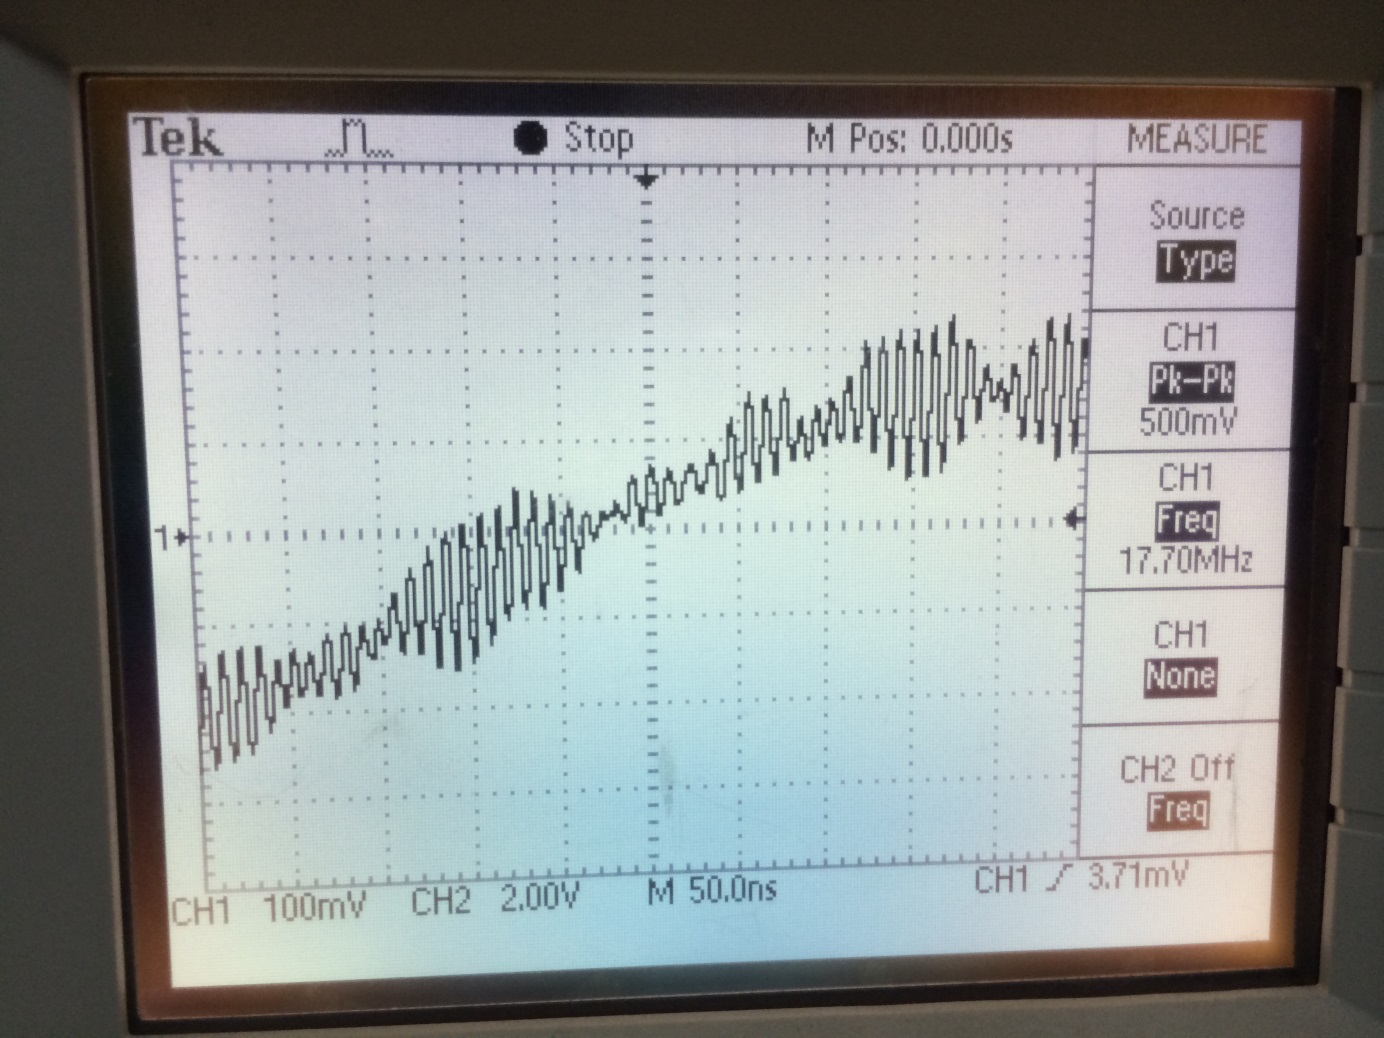 Tek Stop M Pos: 0.000s MEASURE
Source
Type
CH1
Pk-Pk
500mV
CH1
Freq
17.70MHz
CH1
None
CH2 Off
Freq
1
CH1 100mV CH2 2.00V M 50.0ns CH1 3.71mV